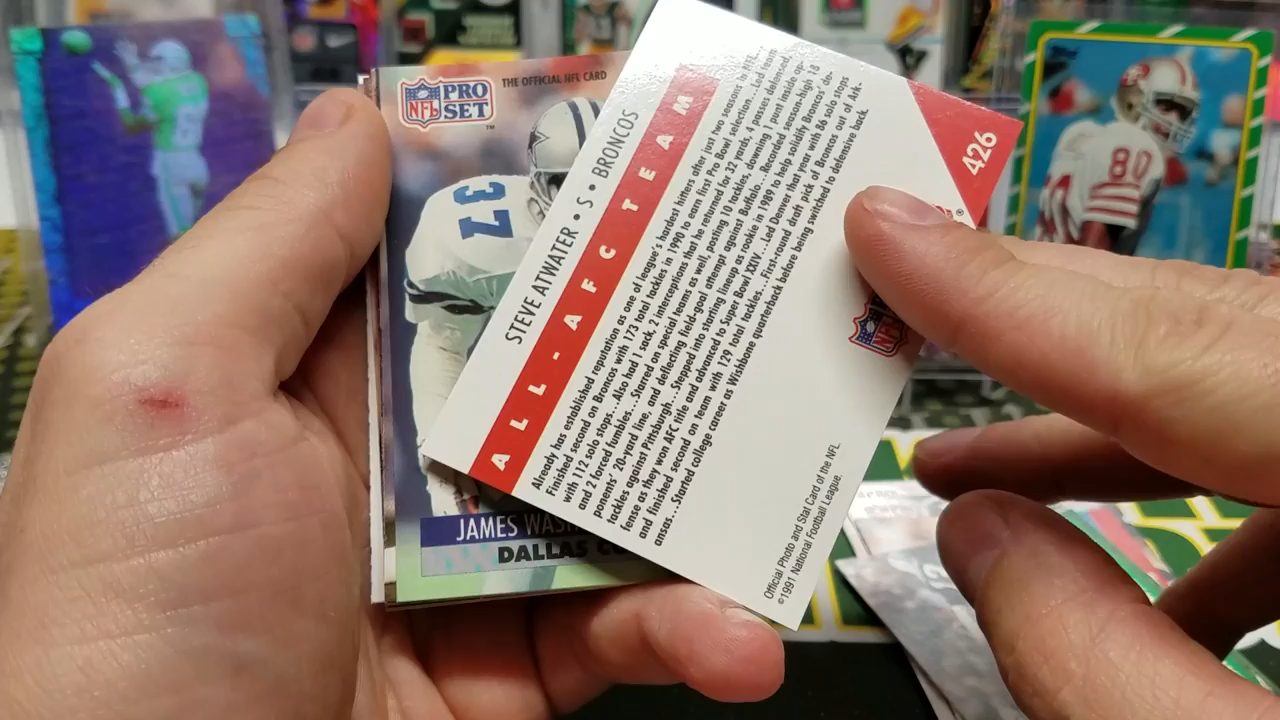 THE OFFICIAL NFL CARD
NFL
PRO
SET
TM
37
JAMES
DALLAS
426
STEVE ATWATER • S • BRONCOS
ALL-AFC TEAM
Already has established reputation as one of league's hardest hitters after just two seasons in NFL...
Finished second on Broncos with 173 total tackles in 1990 to earn first Pro Bowl selection...Led team
with 112 solo stops...Also had 1 sack, 2 interceptions that he returned for 32 yards, 4 passes defensed,
and 2 forced fumbles...Starred on special teams as well, posting 10 tackles, downing 1 punt inside op-
ponents' 20-yard line, and deflecting field-goal attempt against Buffalo...Recorded season-high 18
tackles against Pittsburgh...Stepped into starting lineup as rookie in 1989 to help solidify Broncos' de-
fense as they won AFC title and advanced to Super Bowl XXIV...Led Denver that year with 86 solo stops
and finished second on team with 129 total tackles...First-round draft pick of Broncos out of Ark-
ansas...Started college career as Wishbone quarterback before being switched to defensive back.
®
NFL
Official Photo and Stat Card of the NFL.
©1991 National Football League.
80
6